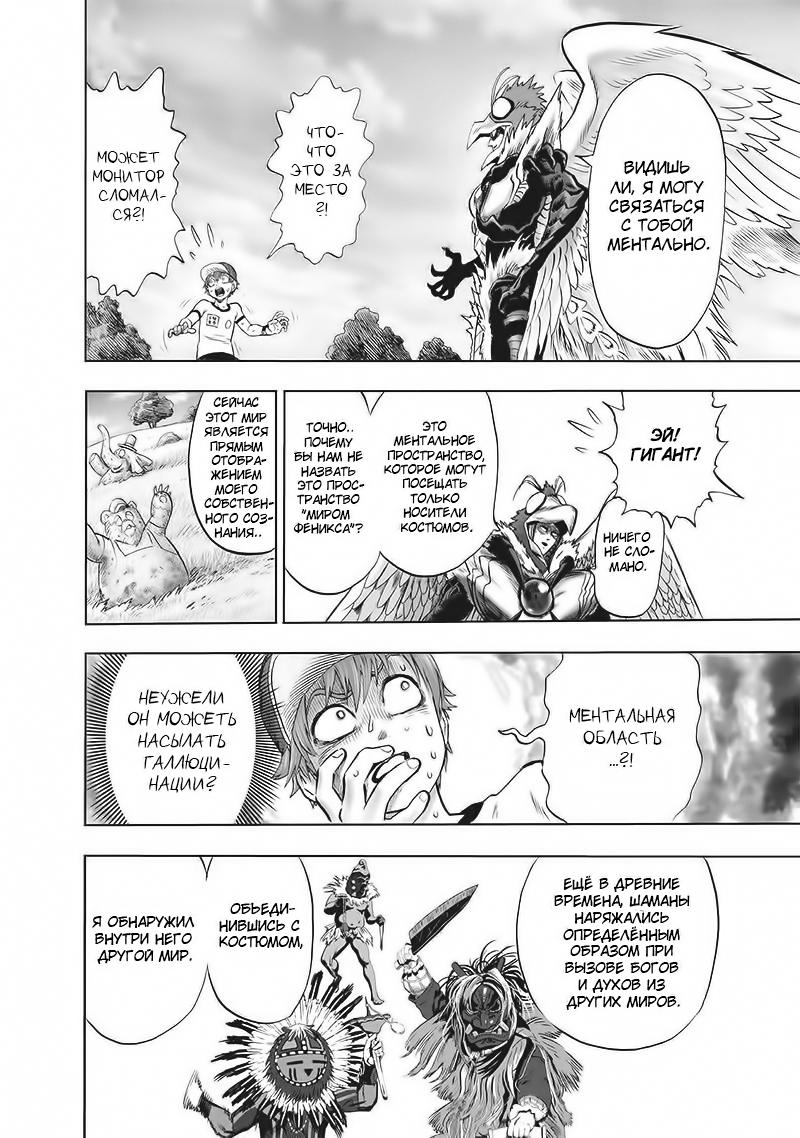 ВИДИШЬ
ЛИ, Я МОГУ
СВЯЗАТЬСЯ
С ТОБОЙ
МЕНТАЛЬНО.
ЧТО-
ЧТО
ЭТО ЗА
МЕСТО
?!
МОЖЕТ
МОНИТОР
СЛОМАЛ-
СЯ?!
ЭЙ!
ГИГАНТ!
НИЧЕГО
НЕ СЛО-
МАНО.
ЭТО
МЕНТАЛЬНОЕ
ПРОСТРАНСТВО,
КОТОРОЕ МОГУТ
ПОСЕЩАТЬ
ТОЛЬКО
НОСИТЕЛИ
КОСТЮМОВ.
ТОЧНО..
ПОЧЕМУ
БЫ НАМ НЕ
НАЗВАТЬ
ЭТО ПРОС-
ТРАНСТВО
"МИРОМ
ФЕНИКСА"?
СЕЙЧАС
ЭТОТ МИР
ЯВЛЯЕТСЯ
ПРЯМЫМ
ОТОБРА-
ЖЕНИЕМ
МОЕГО
СОБСТВЕН-
НОГО СОЗ-
НАНИЯ..
МЕНТАЛЬНАЯ
ОБЛАСТЬ
...?!
НЕУЖЕЛИ
ОН МОЖЕТЬ
НАСЫЛАТЬ
ГАЛЛЮЦИ-
НАЦИИ?
ЕЩЁ В ДРЕВНИЕ
ВРЕМЕНА, ШАМАНЫ
НАРЯЖАЛИСЬ
ОПРЕДЕЛЁННЫМ
ОБРАЗОМ ПРИ
ВЫЗОВЕ БОГОВ
И ДУХОВ ИЗ
ДРУГИХ МИРОВ.
ОБЪЕДИ-
НИВШИСЬ С
КОСТЮМОМ,
Я ОБНАРУЖИЛ
ВНУТРИ НЕГО
ДРУГОЙ МИР.